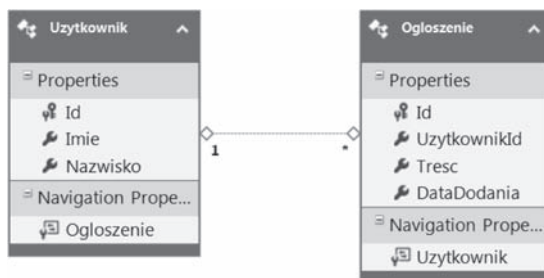 Uzytkownik
Properties
Id
Imie
Nazwisko
Navigation Prope...
Ogloszenie
1
*
Ogloszenie
Properties
Id
UzytkownikId
Tresc
DataDodania
Navigation Prope...
Uzytkownik